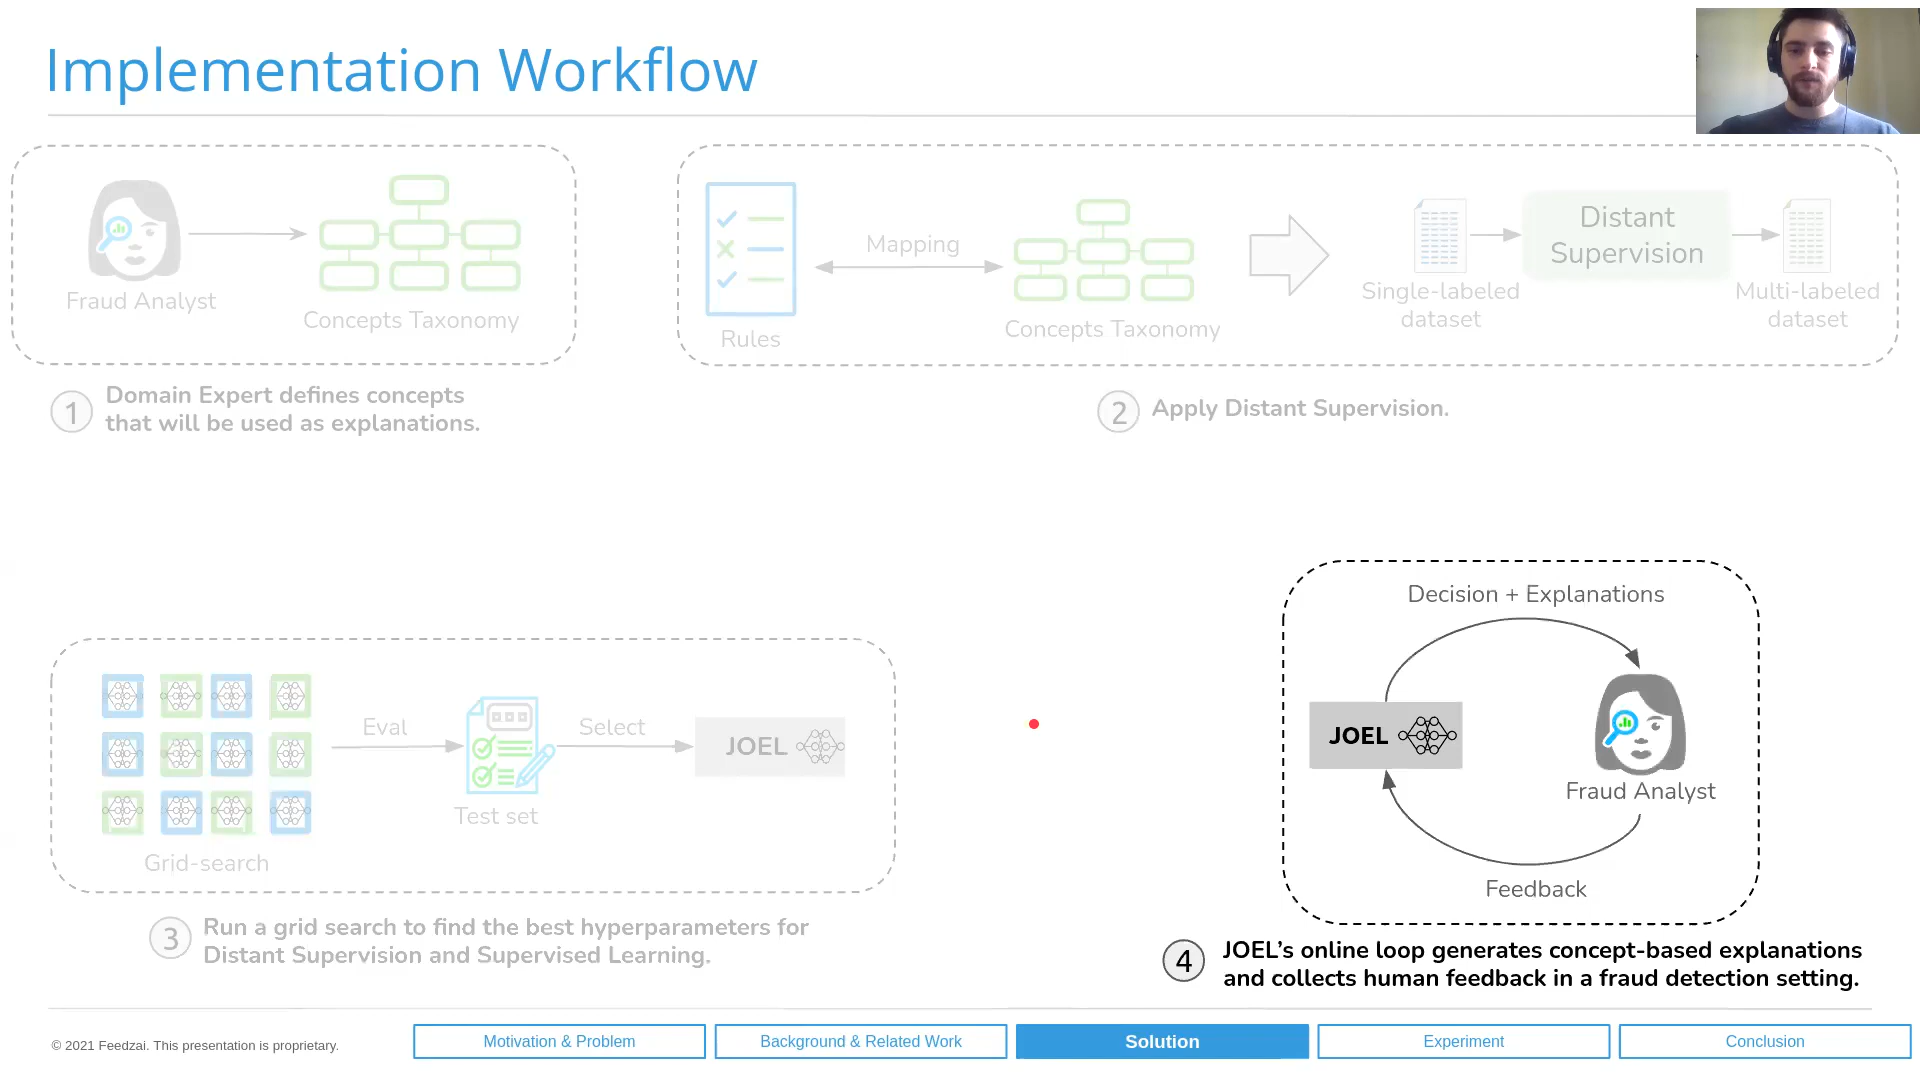 Implementation Workflow
Fraud Analyst
Concepts Taxonomy
1
Domain Expert defines concepts
that will be used as explanations.
Rules
Mapping
Concepts Taxonomy
Single-labeled
dataset
Distant
Supervision
Multi-labeled
dataset
2
Apply Distant Supervision.
Grid-search
Eval
Test set
Select
JOEL
3
Run a grid search to find the best hyperparameters for
Distant Supervision and Supervised Learning.
Decision + Explanations
JOEL
Fraud Analyst
Feedback
4
JOEL’s online loop generates concept-based explanations
and collects human feedback in a fraud detection setting.
© 2021 Feedzai. This presentation is proprietary.
Motivation & Problem
Background & Related Work
Solution
Experiment
Conclusion